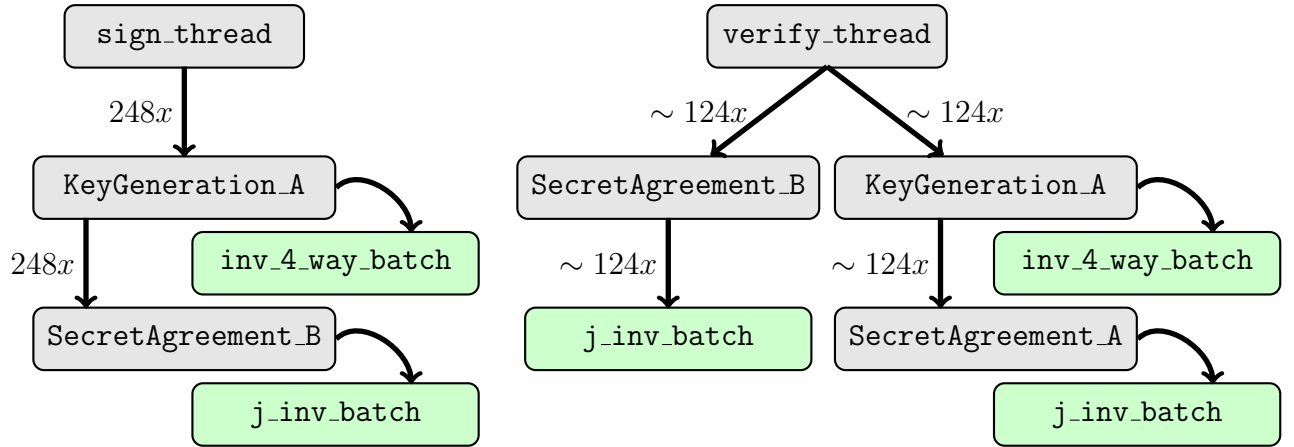 sign_thread
248x
KeyGeneration_A
inv_4_way_batch
248x
SecretAgreement_B
j_inv_batch
verify_thread
∼ 124x
∼ 124x
SecretAgreement_B
∼ 124x
j_inv_batch
KeyGeneration_A
inv_4_way_batch
∼ 124x
SecretAgreement_A
j_inv_batch